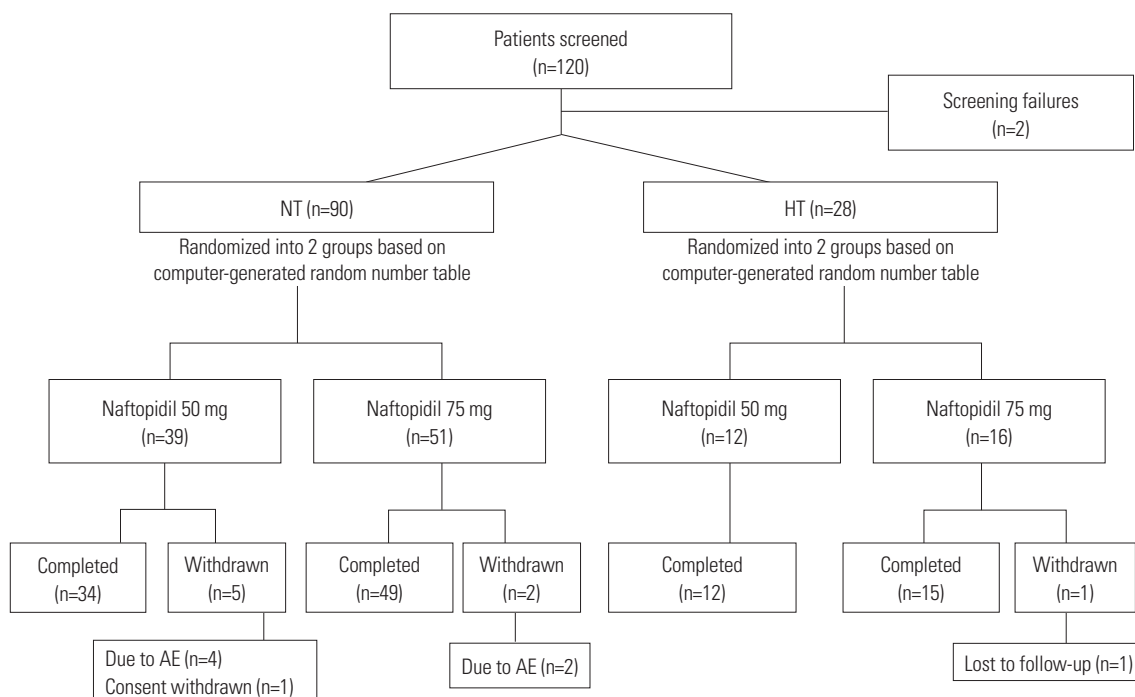 Patients screened
(n=120)
Screening failures
(n=2)
NT (n=90)
HT (n=28)
Randomized into 2 groups based on
computer-generated random number table
Randomized into 2 groups based on
computer-generated random number table
Naftopidil 50 mg
(n=39)
Naftopidil 75 mg
(n=51)
Naftopidil 50 mg
(n=12)
Naftopidil 75 mg
(n=16)
Completed
(n=34)
Withdrawn
(n=5)
Completed
(n=49)
Withdrawn
(n=2)
Completed
(n=12)
Completed
(n=15)
Withdrawn
(n=1)
Due to AE (n=4)
Consent withdrawn (n=1)
Due to AE (n=2)
Lost to follow-up (n=1)